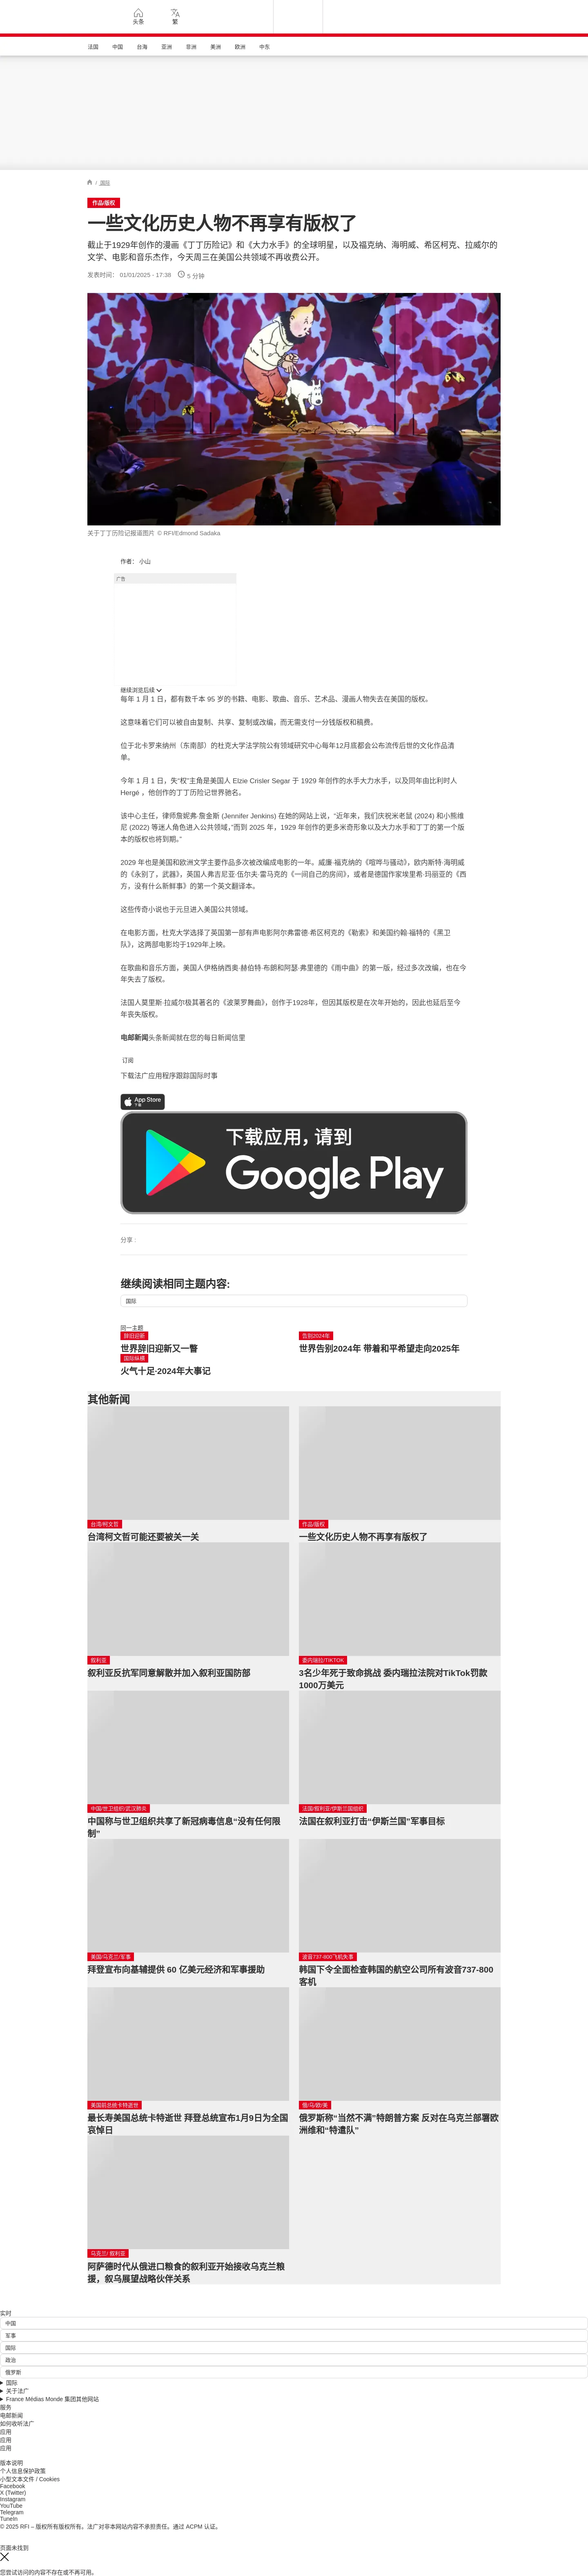 头条
繁
法国 中国 台海 亚洲 非洲 美洲 欧洲 中东
/ 国际
作品/版权
一些文化历史人物不再享有版权了
截止于1929年创作的漫画《丁丁历险记》和《大力水手》的全球明星，以及福克纳、海明威、希区柯克、拉威尔的文学、电影和音乐杰作，今天周三在美国公共领域不再收费公开。
发表时间： 01/01/2025 - 17:38 5 分钟
关于丁丁历险记报道图片 © RFI/Edmond Sadaka
作者： 小山
广告
继续浏览后续
每年 1 月 1 日，都有数千本 95 岁的书籍、电影、歌曲、音乐、艺术品、漫画人物失去在美国的版权。
这意味着它们可以被自由复制、共享、复制或改编，而无需支付一分钱版权和稿费。
位于北卡罗来纳州（东南部）的杜克大学法学院公有领域研究中心每年12月底都会公布流传后世的文化作品清单。
今年 1 月 1 日，失“权”主角是美国人 Elzie Crisler Segar 于 1929 年创作的水手大力水手，以及同年由比利时人 Hergé ，他创作的丁丁历险记世界驰名。
该中心主任，律师詹妮弗·詹金斯 (Jennifer Jenkins) 在她的网站上说，“近年来，我们庆祝米老鼠 (2024) 和小熊维尼 (2022) 等迷人角色进入公共领域，”而到 2025 年，1929 年创作的更多米奇形象以及大力水手和丁丁的第一个版本的版权也将到期。”
2029 年也是美国和欧洲文学主要作品多次被改编成电影的一年。威廉·福克纳的《喧哗与骚动》，欧内斯特·海明威的《永别了，武器》，英国人弗吉尼亚·伍尔夫·雷马克的《一间自己的房间》，或者是德国作家埃里希·玛丽亚的《西方，没有什么新鲜事》的第一个英文翻译本。
这些传奇小说也于元旦进入美国公共领域。
在电影方面，杜克大学选择了英国第一部有声电影阿尔弗雷德·希区柯克的《勒索》和美国约翰·福特的《黑卫队》，这两部电影均于1929年上映。
在歌曲和音乐方面，美国人伊格纳西奥·赫伯特·布朗和阿瑟·弗里德的《雨中曲》的第一版，经过多次改编，也在今年失去了版权。
法国人莫里斯·拉威尔极其著名的《波莱罗舞曲》，创作于1928年，但因其版权是在次年开始的，因此也延后至今年丧失版权。
电邮新闻头条新闻就在您的每日新闻信里
订阅
下载法广应用程序跟踪国际时事
App Store
下载
下载应用，请到
Google Play
分享 :
继续阅读相同主题内容:
国际
同一主题
辞旧迎新
世界辞旧迎新又一瞥
告别2024年
世界告别2024年 带着和平希望走向2025年
国际纵横
火气十足·2024年大事记
其他新闻
台湾/柯文哲
台湾柯文哲可能还要被关一关
作品/版权
一些文化历史人物不再享有版权了
叙利亚
叙利亚反抗军同意解散并加入叙利亚国防部
委内瑞拉/TIKTOK
3名少年死于致命挑战 委内瑞拉法院对TikTok罚款1000万美元
中国/世卫组织/武汉肺炎
中国称与世卫组织共享了新冠病毒信息“没有任何限制”
法国/叙利亚/伊斯兰国组织
法国在叙利亚打击“伊斯兰国”军事目标
美国/乌克兰/军事
拜登宣布向基辅提供 60 亿美元经济和军事援助
波音737-800飞机失事
韩国下令全面检查韩国的航空公司所有波音737-800客机
美国前总统卡特逝世
最长寿美国总统卡特逝世 拜登总统宣布1月9日为全国哀悼日
俄/乌/欧/美
俄罗斯称“当然不满”特朗普方案 反对在乌克兰部署欧洲维和“特遣队”
乌克兰/ 叙利亚
阿萨德时代从俄进口粮食的叙利亚开始接收乌克兰粮援，叙乌展望战略伙伴关系
实时
中国
军事
国际
政治
俄罗斯
国际
关于法广
France Médias Monde 集团其他网站
服务
电邮新闻
如何收听法广
应用
应用
应用
版本说明
个人信息保护政策
小型文本文件 / Cookies
Facebook
X (Twitter)
Instagram
YouTube
Telegram
TuneIn
© 2025 RFI – 版权所有版权所有。法广对非本网站内容不承担责任。通过 ACPM 认证。
页面未找到
您尝试访问的内容不存在或不再可用。